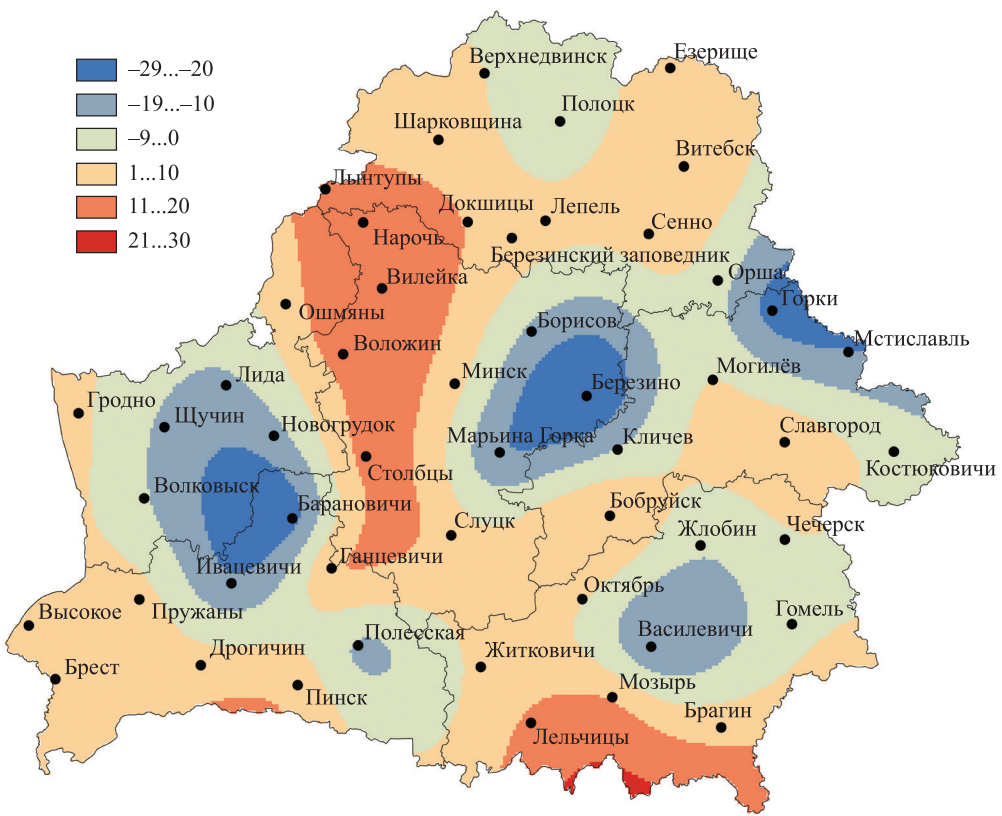 Верхнедвинск
Езерище
–29...–20
–19...–10
–9...0
1...10
11...20
21...30
Полоцк
Шарковщина
Витебск
Лынтупы
Докшицы
Лепель
Сенно
Нарочь
Березинский заповедник
Вилейка
Орша
Горки
Ошмяны
Борисов
Воложин
Мстиславль
Минск
Могилёв
Лида
Березино
Гродно
Щучин
Новогрудок
Марьина Горка
Кличев
Славгород
Столбцы
Костюковичи
Волковыск
Барановичи
Бобруйск
Слуцк
Жлобин
Чечерск
Ганцевичи
Ивацевичи
Октябрь
Высокое
Пружаны
Гомель
Полесская
Василевичи
Дрогичин
Житковичи
Брест
Пинск
Мозырь
Брагин
Лельчицы